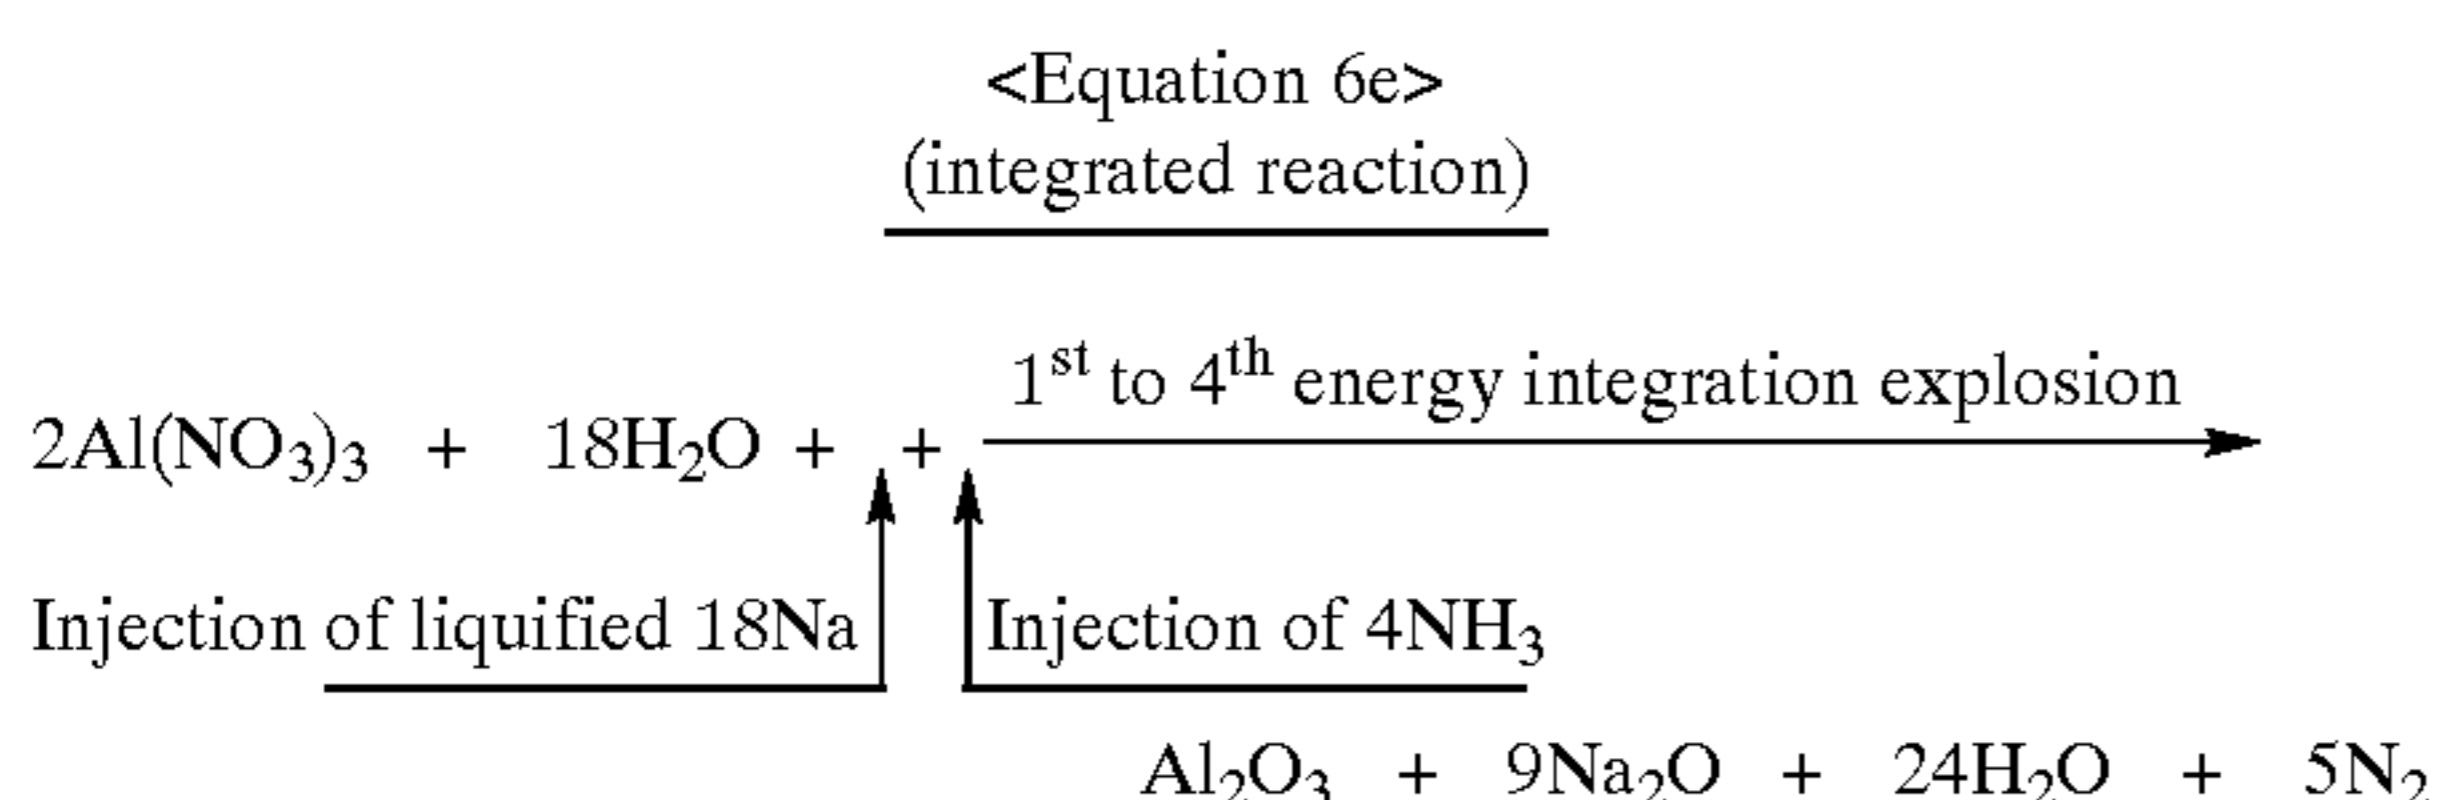 <Equation 6e>
(integrated reaction)
1st to 4th energy integration explosion
2Al(NO3)3 + 18H2O + +
Injection of liquified 18Na Injection of 4NH3
Al2O3 + 9Na2O + 24H2O + 5N2